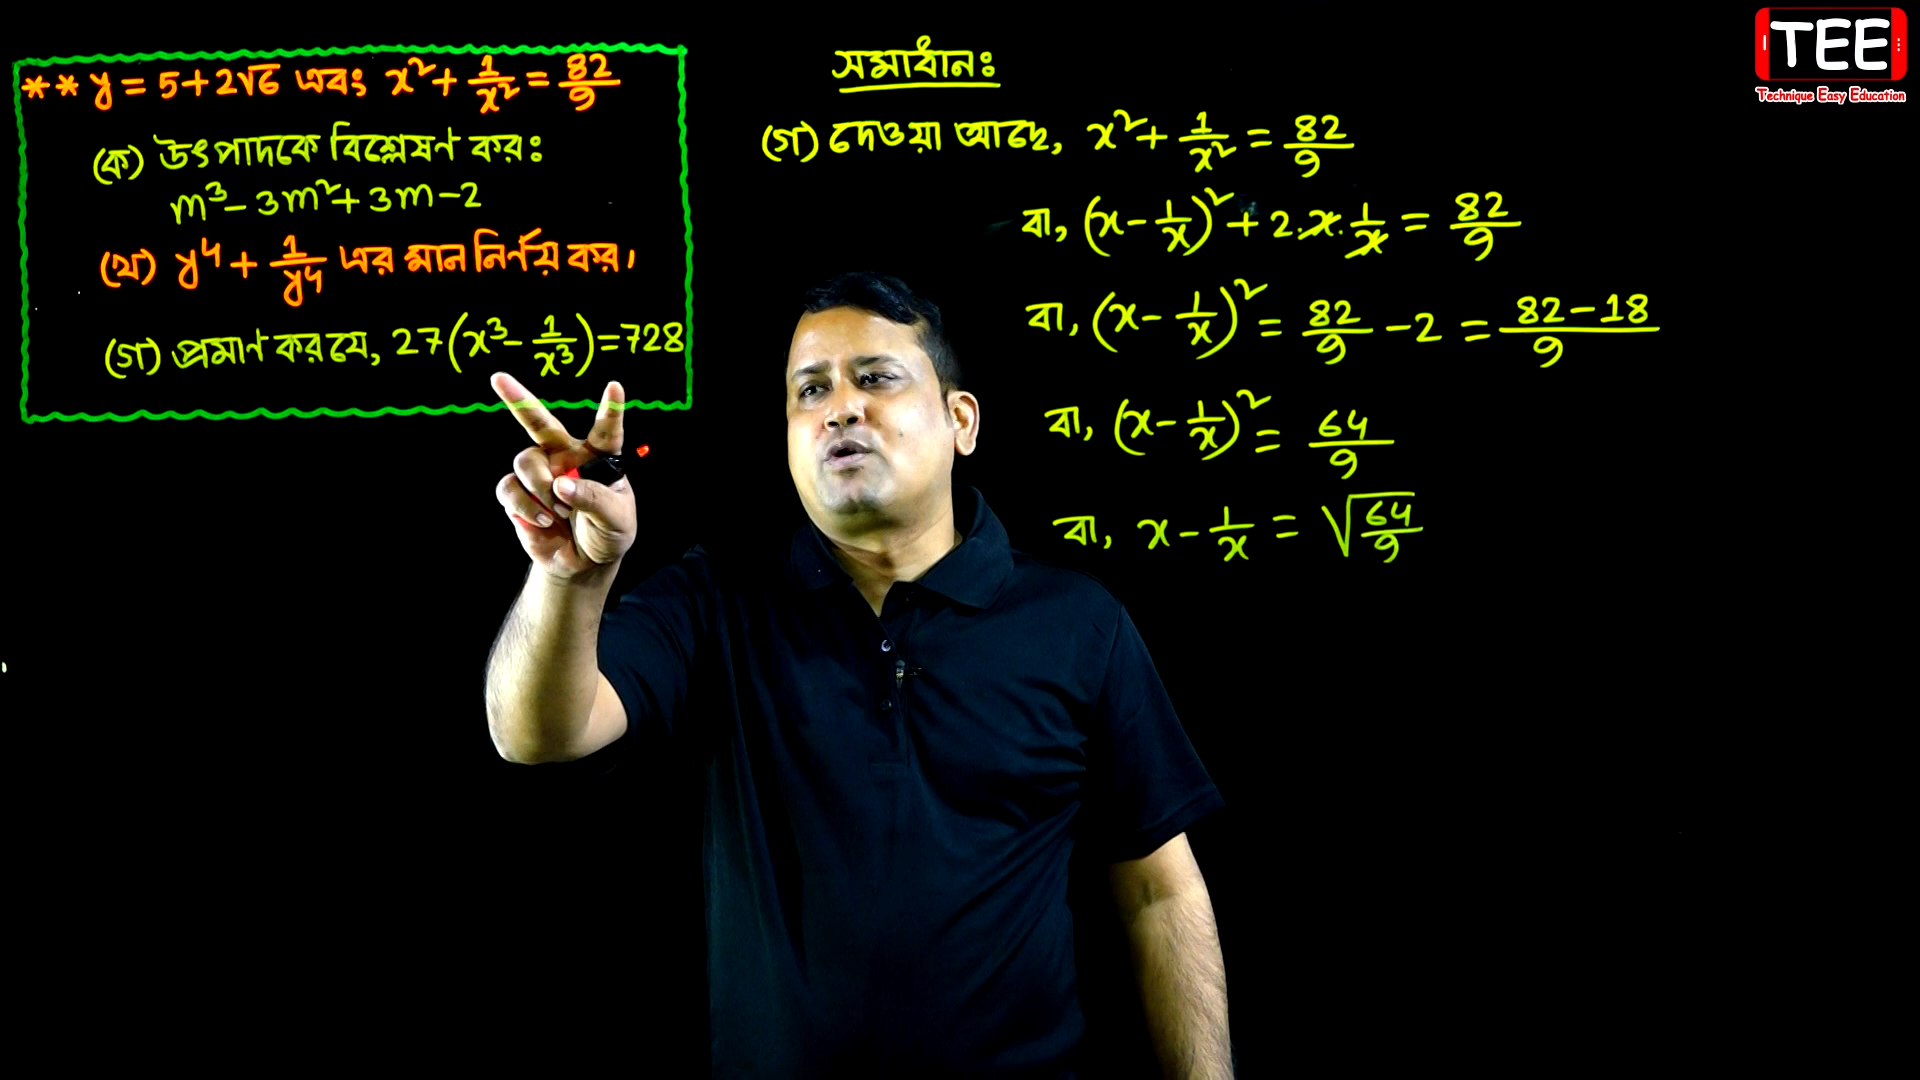 ** y = 5+2√6 এবং x² + 1/x² = 82/9
(ক) উৎপাদকে বিশ্লেষণ করঃ
m³ - 3m² + 3m - 2
(খ) y⁴ + 1/y⁴ এর মান নির্ণয় কর।
(গ) প্রমাণ কর যে, 27(x³ - 1/x³) = 728
সমাধানঃ
(গ) দেওয়া আছে, x² + 1/x² = 82/9
বা, (x - 1/x)² + 2.x.1/x = 82/9
বা, (x - 1/x)² = 82/9 - 2 = 82-18/9
বা, (x - 1/x)² = 64/9
বা, x - 1/x = √64/9
TEE
Technique Easy Education